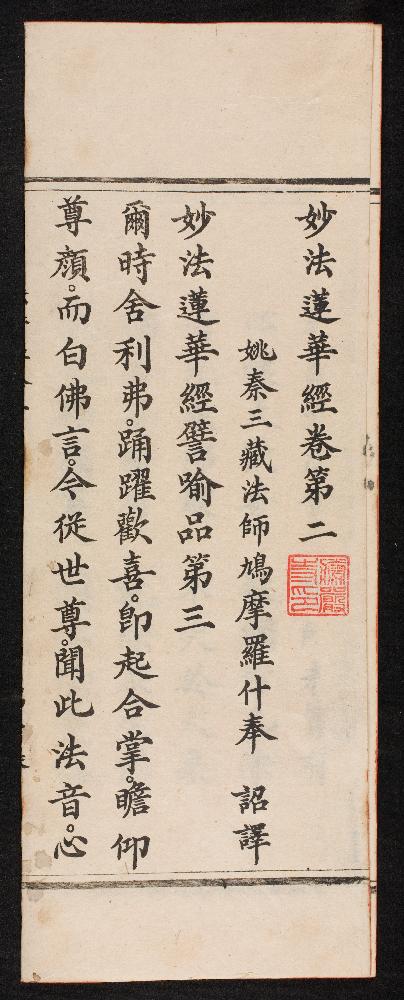 妙法蓮華經卷第二
姚秦三藏法師鳩摩羅什奉 詔譯
妙法蓮華經譬喻品第三
爾時舍利弗。踊躍歡喜。即起合掌。瞻仰
尊顏。而白佛言。今從世尊。聞此法音。心